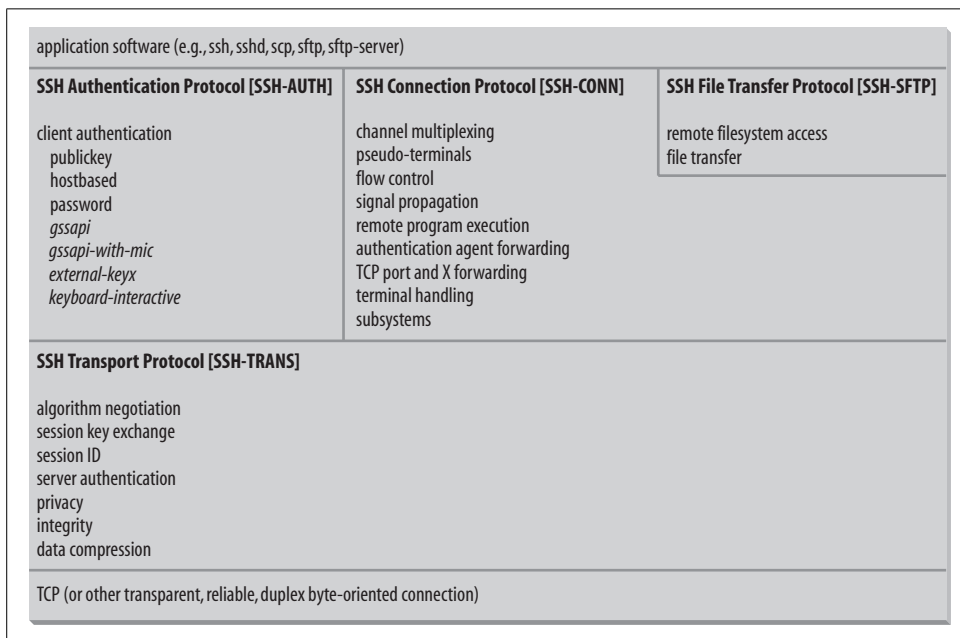 application software (e.g., ssh, sshd, scp, sftp, sftp-server)
SSH Authentication Protocol [SSH-AUTH]
client authentication
publickey
hostbased
password
gssapi
gssapi-with-mic
external-keyx
keyboard-interactive
SSH Connection Protocol [SSH-CONN]
channel multiplexing
pseudo-terminals
flow control
signal propagation
remote program execution
authentication agent forwarding
TCP port and X forwarding
terminal handling
subsystems
SSH File Transfer Protocol [SSH-SFTP]
remote filesystem access
file transfer
SSH Transport Protocol [SSH-TRANS]
algorithm negotiation
session key exchange
session ID
server authentication
privacy
integrity
data compression
TCP (or other transparent, reliable, duplex byte-oriented connection)